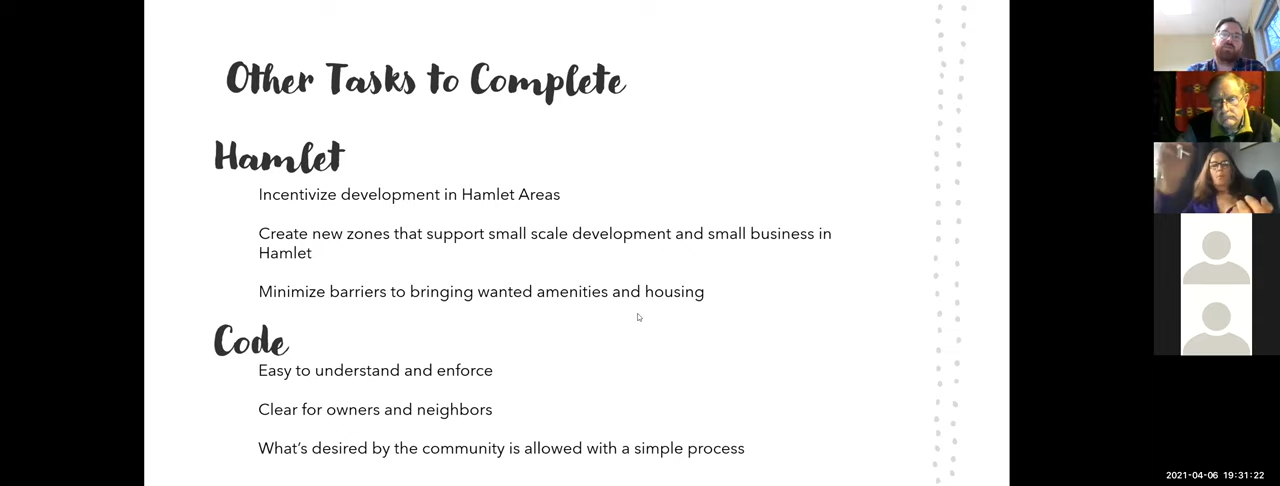 Other Tasks to Complete
Hamlet
Incentivize development in Hamlet Areas
Create new zones that support small scale development and small business in
Hamlet
Minimize barriers to bringing wanted amenities and housing
Code
Easy to understand and enforce
Clear for owners and neighbors
What's desired by the community is allowed with a simple process
2021-04-06 19:31:22